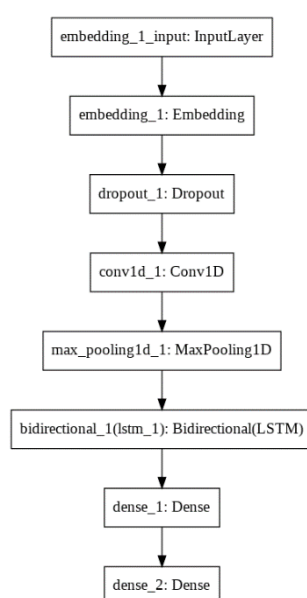 embedding_1_input: InputLayer
embedding_1: Embedding
dropout_1: Dropout
conv1d_1: Conv1D
max_pooling1d_1: MaxPooling1D
bidirectional_1(lstm_1): Bidirectional(LSTM)
dense_1: Dense
dense_2: Dense